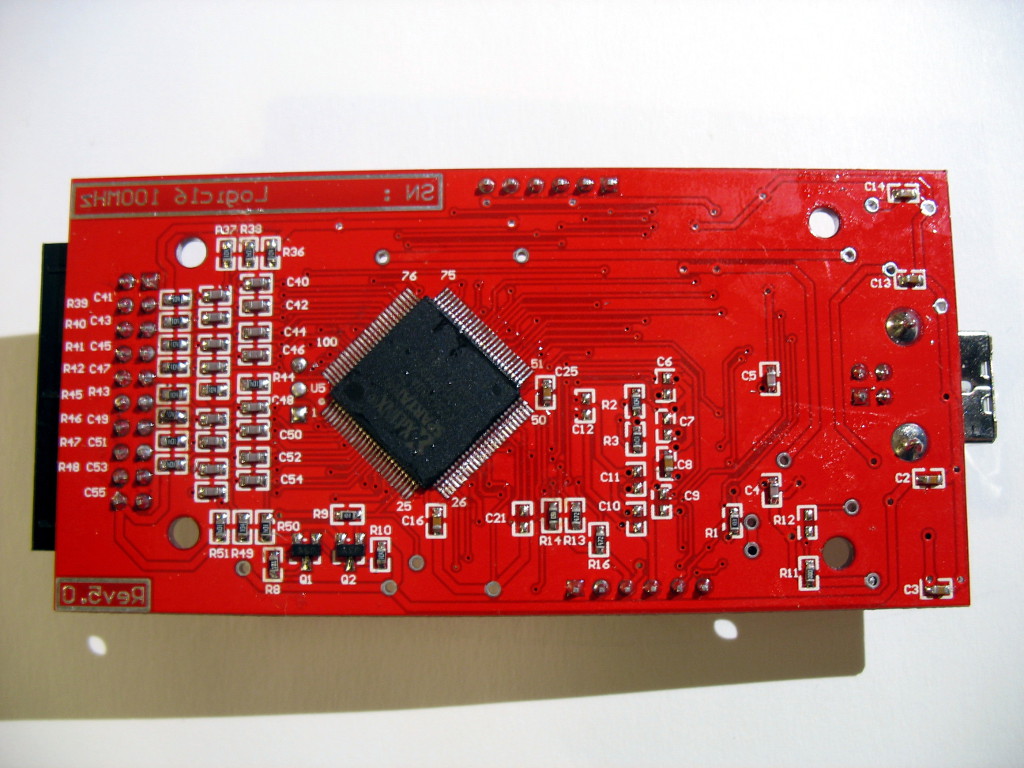 SN :
Logic16 100MHz
C14
R37 R38
R36
C13
C40
76 75
C41
R39
C42
R40 C43
C44
R41 C45
100
C46
51
C6
R42 C47
C25
C5
R44
U5
R45 R43
C48
R2
1
50
C7
R46 C49
C12
C50
R3
R47 C51
C52
C8
R48 C53
C11
C2
C54
C4
C55
25 26
C9
R9
C16
C21
C10
R50
R1
R12
R51 R49
R10
R14 R13
R16
R11
Q1 Q2
R8
C3
Rev5.0